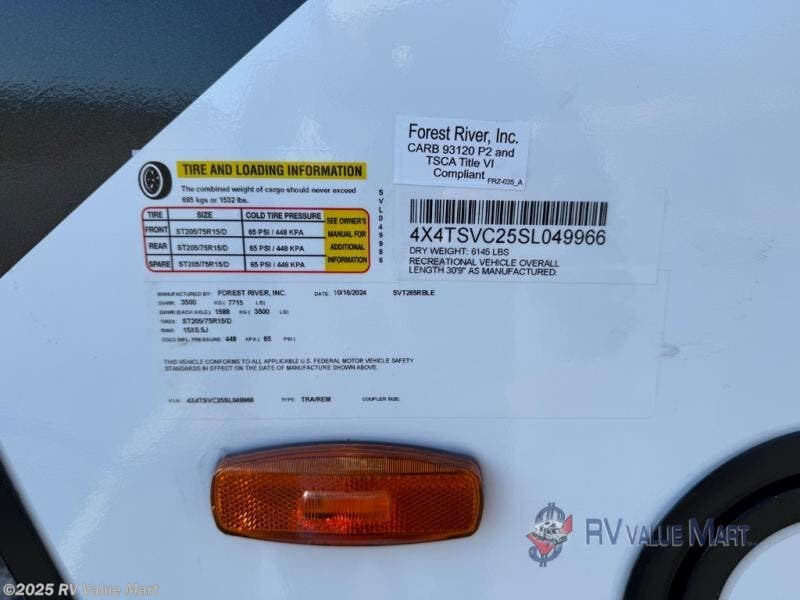 Forest River, Inc.
CARB 93120 P2 and
TSCA Title VI
Compliant
FRZ-035_A
TIRE AND LOADING INFORMATION
The combined weight of cargo should never exceed
695 kgs or 1532 lbs.
TIRE SIZE COLD TIRE PRESSURE
FRONT ST205/75R15/D 65 PSI / 448 KPA
REAR ST205/75R15/D 65 PSI / 448 KPA
SPARE ST205/75R15/D 65 PSI / 448 KPA
SEE OWNER'S
MANUAL FOR
ADDITIONAL
INFORMATION
SVL049966
4X4TSVC25SL049966
DRY WEIGHT: 6145 LBS
RECREATIONAL VEHICLE OVERALL
LENGTH 30'9" AS MANUFACTURED.
MANUFACTURED BY: FOREST RIVER, INC. DATE: 10/16/2024 SVT265RBLE
GVWR: 3500 KG ( 7715 LB)
GAWR (EACH AXLE): 1588 KG ( 3500 LB)
TIRES: ST205/75R15/D
RIMS: 15X5.5J
COLD INFL. PRESSURE: 448 KPA ( 65 PSI)
THIS VEHICLE CONFORMS TO ALL APPLICABLE U.S. FEDERAL MOTOR VEHICLE SAFETY
STANDARDS IN EFFECT ON THE DATE OF MANUFACTURE SHOWN ABOVE.
V.I.N.: 4X4TSVC25SL049966 TYPE: TRA/REM COUPLER SIZE:
RV VALUE MART
©2025 RV Value Mart